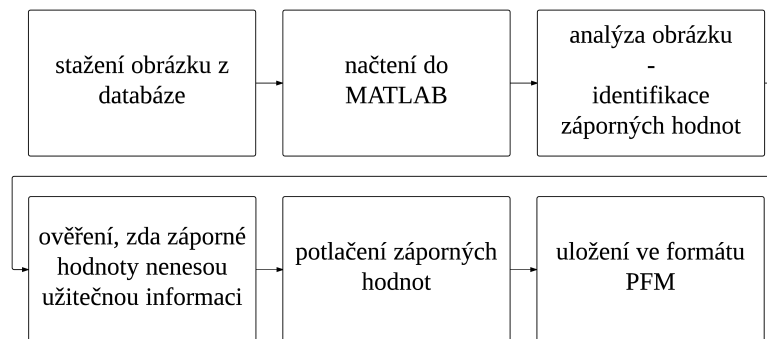 stažení obrázku z
databáze
načtení do
MATLAB
analýza obrázku
-
identifikace
záporných hodnot
ověření, zda záporné
hodnoty nenesou
užitečnou informaci
potlačení záporných
hodnot
uložení ve formátu
PFM